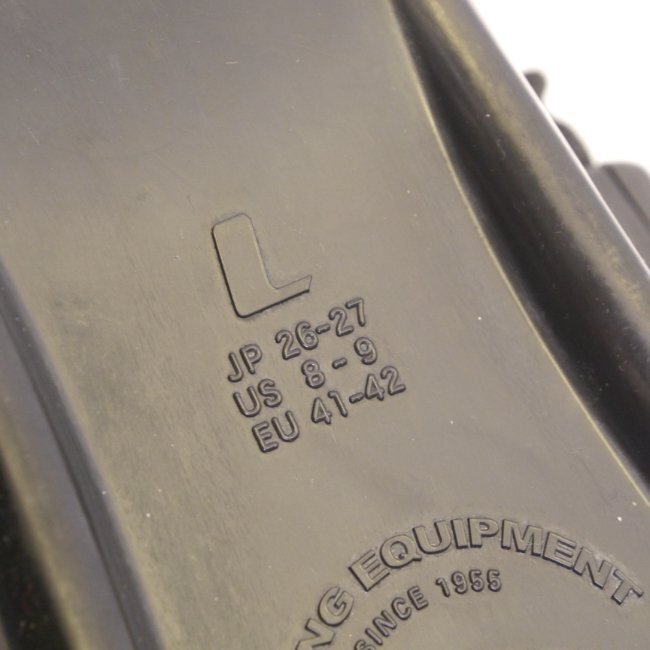 L
JP 26-27
US 8-9
EU 41-42
EQUIPMENT
SINCE 1955